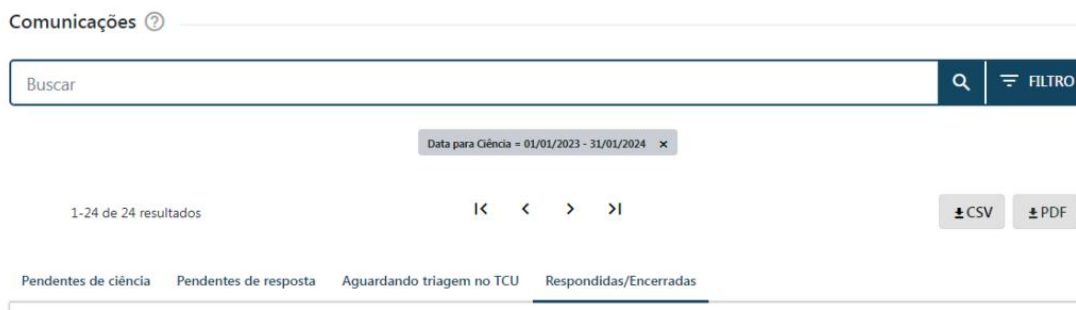 Comunicações ?
Buscar
FILTRO
Data para Ciência = 01/01/2023 - 31/01/2024 ×
1-24 de 24 resultados
CSV PDF
Pendentes de ciência Pendentes de resposta Aguardando triagem no TCU Respondidas/Encerradas